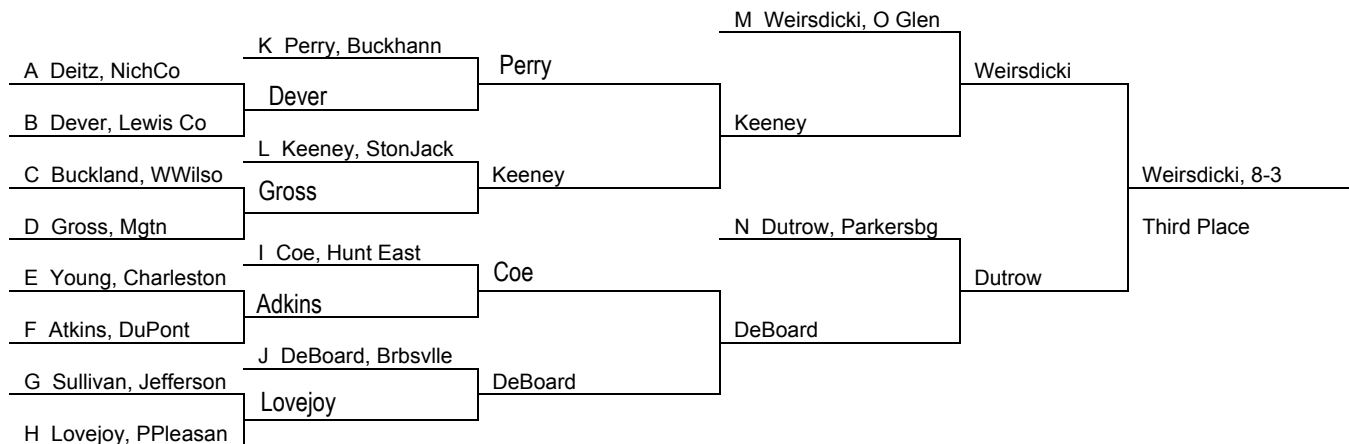 M Weirsdicki, O Glen
K Perry, Buckhann
A Deitz, NichCo
Perry
Weirsdicki
Dever
B Dever, Lewis Co
Keeney
L Keeney, StonJack
C Buckland, WWilso
Keeney
Weirsdicki, 8-3
Gross
D Gross, Mgtn
N Dutrow, Parkersbg
Third Place
I Coe, Hunt East
E Young, Charleston
Coe
Dutrow
Adkins
F Atkins, DuPont
DeBoard
J DeBoard, Brbsvlle
G Sullivan, Jefferson
DeBoard
Lovejoy
H Lovejoy, PPleasan